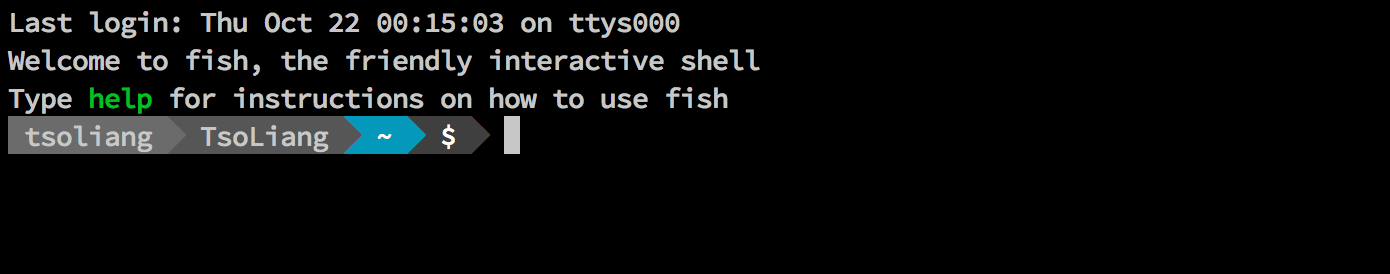 Last login: Thu Oct 22 00:15:03 on ttys000
Welcome to fish, the friendly interactive shell
Type help for instructions on how to use fish
tsoliang TsoLiang ~ $